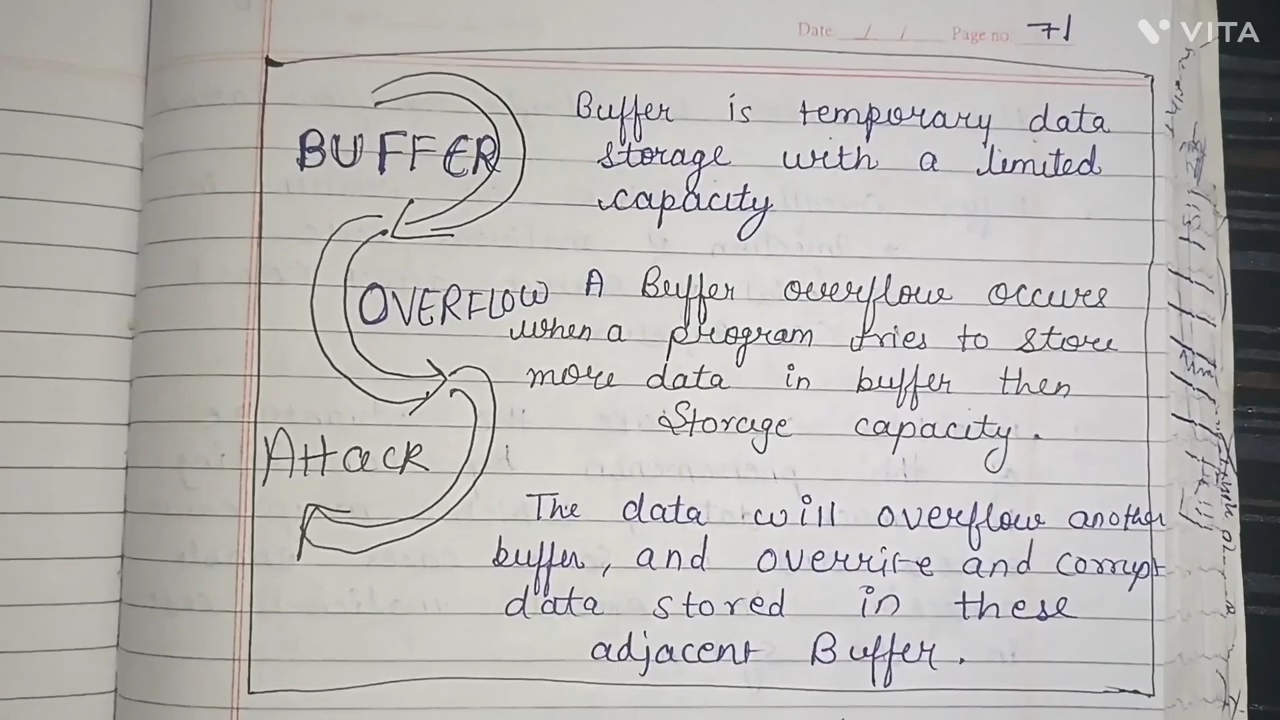 Date / / Page no 71
VITA
BUFFER
Buffer is temporary data
storage with a limited
capacity
OVERFLOW
A Buffer overflow occurs
when a program tries to store
more data in buffer then
Storage capacity.
Attack
The data will overflow another
buffer, and overrite and corrupt
data stored in these
adjacent Buffer.